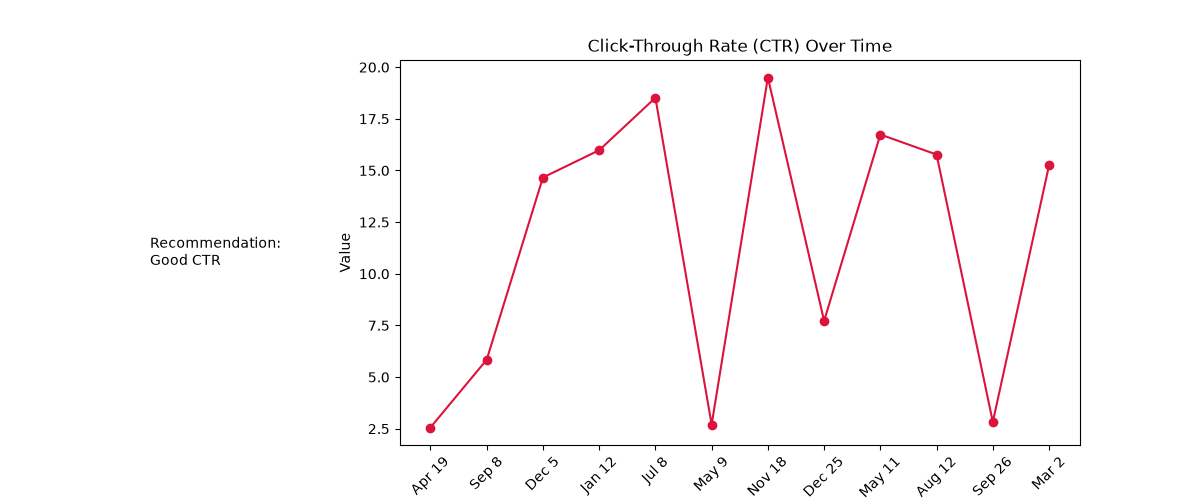 Click-Through Rate (CTR) Over Time
Recommendation:
Good CTR
Value
20.0
17.5
15.0
12.5
10.0
7.5
5.0
2.5
Apr 19
Sep 8
Dec 5
Jan 12
Jul 8
May 9
Nov 18
Dec 25
May 11
Aug 12
Sep 26
Mar 2